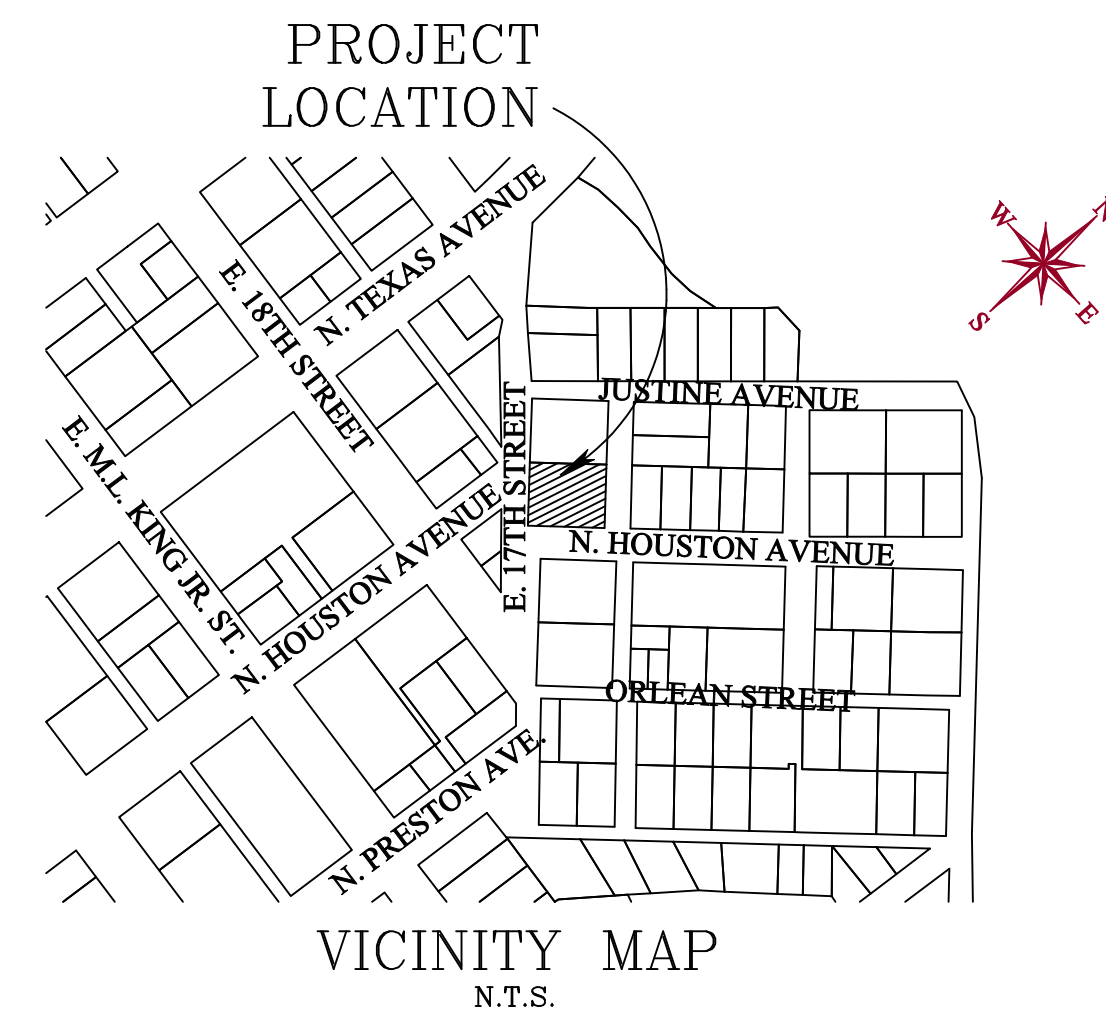 PROJECT
LOCATION
N. TEXAS AVENUE
E. 18TH STREET
W
N
S
E
JUSTINE AVENUE
E. 17TH STREET
E. M.L. KING JR. ST.
N. HOUSTON AVENUE
N. HOUSTON AVENUE
ORLEAN STREET
N. PRESTON AVE.
VICINITY MAP
N.T.S.